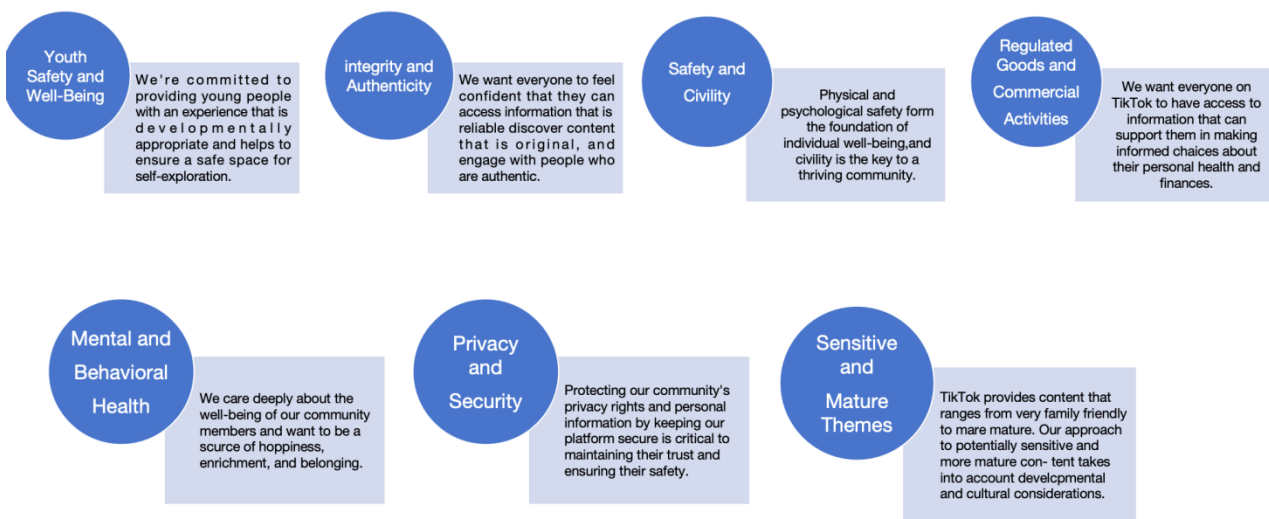 Youth
Safety and
Well-Being
We're committed to
providing young people
with an experience that is
developmentally
appropriate and helps to
ensure a safe space for
self-exploration.
integrity and
Authenticity
We want everyone to feel
confident that they can
access information that is
reliable discover content
that is original, and
engage with people who
are authentic.
Safety and
Civility
Physical and
psychological safety form
the foundation of
individual well-being,and
civility is the key to a
thriving community.
Regulated
Goods and
Commercial
Activities
We want everyone on
TikTok to have access to
information that can
support them in making
informed choices about
their personal health and
finances.
Mental and
Behavioral
Health
We care deeply about the
well-being of our community
members and want to be a
scurce of hoppiness,
enrichment, and belonging.
Privacy
and
Security
Protecting our community's
privacy rights and personal
information by keeping our
platform secure is critical to
maintaining their trust and
ensuring their safety.
Sensitive
and
Mature
Themes
TikTok provides content that
ranges from very family friendly
to mare mature. Our approach
to potentially sensitive and
more mature con- tent takes
into account develcpmental
and cultural considerations.